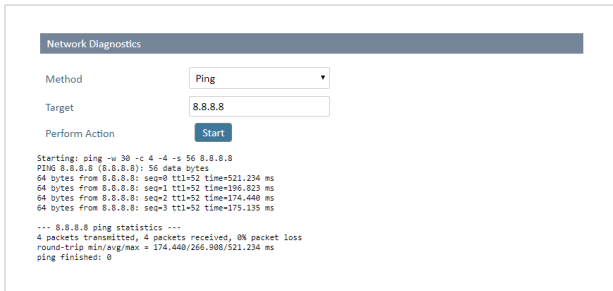 Network Diagnostics
Method Ping
Target 8.8.8.8
Perform Action Start
Starting: ping -w 30 -c 4 -4 -s 56 8.8.8.8
PING 8.8.8.8 (8.8.8.8): 56 data bytes
64 bytes from 8.8.8.8: seq=0 ttl=52 time=521.234 ms
64 bytes from 8.8.8.8: seq=1 ttl=52 time=196.823 ms
64 bytes from 8.8.8.8: seq=2 ttl=52 time=174.440 ms
64 bytes from 8.8.8.8: seq=3 ttl=52 time=175.135 ms
--- 8.8.8.8 ping statistics ---
4 packets transmitted, 4 packets received, 0% packet loss
round-trip min/avg/max = 174.440/266.908/521.234 ms
ping finished: 0